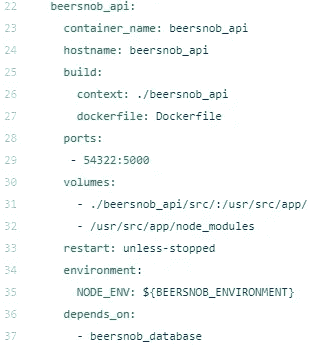 22 beersnob_api:
23 container_name: beersnob_api
24 hostname: beersnob_api
25 build:
26 context: ./beersnob_api
27 dockerfile: Dockerfile
28 ports:
29 - 54322:5000
30 volumes:
31 - ./beersnob_api/src/:/usr/src/app/
32 - /usr/src/app/node_modules
33 restart: unless-stopped
34 environment:
35 NODE_ENV: ${BEERSNOB_ENVIRONMENT}
36 depends_on:
37 - beersnob_database